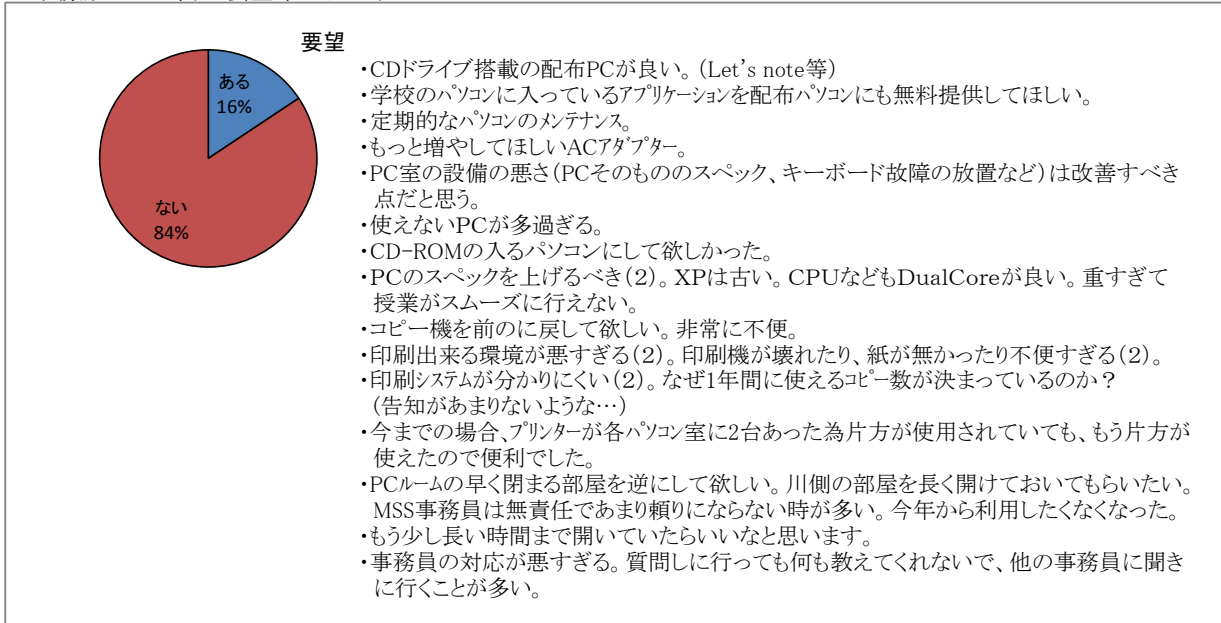 要望
ある
16%
ない
84%
・CDドライブ搭載の配布PCが良い。(Let's note等)
・学校のパソコンに入っているアプリケーションを配布パソコンにも無料提供してほしい。
・定期的なパソコンのメンテナンス。
・もっと増やしてほしいACアダプター。
・PC室の設備の悪さ(PCそのもののスペック、キーボード故障の放置など)は改善すべき
点だと思う。
・使えないPCが多過ぎる。
・CD-ROMの入るパソコンにして欲しかった。
・PCのスペックを上げるべき(2)。XPは古い。CPUなどもDualCoreが良い。重すぎて
授業がスムーズに行えない。
・コピー機を前のに戻して欲しい。非常に不便。
・印刷出来る環境が悪すぎる(2)。印刷機が壊れたり、紙が無かったり不便すぎる(2)。
・印刷システムが分かりにくい(2)。なぜ1年間に使えるコピー数が決まっているのか?
(告知があまりないような…)
・今までの場合、プリンターが各パソコン室に2台あった為片方が使用されていても、もう片方が
使えたので便利でした。
・PCルームの早く閉まる部屋を逆にして欲しい。川側の部屋を長く開けておいてもらいたい。
MSS事務員は無責任であまり頼りにならない時が多い。今年から利用したくなくなった。
・もう少し長い時間まで開いていたらいいなと思います。
・事務員の対応が悪すぎる。質問しに行っても何も教えてくれないで、他の事務員に聞き
に行くことが多い。